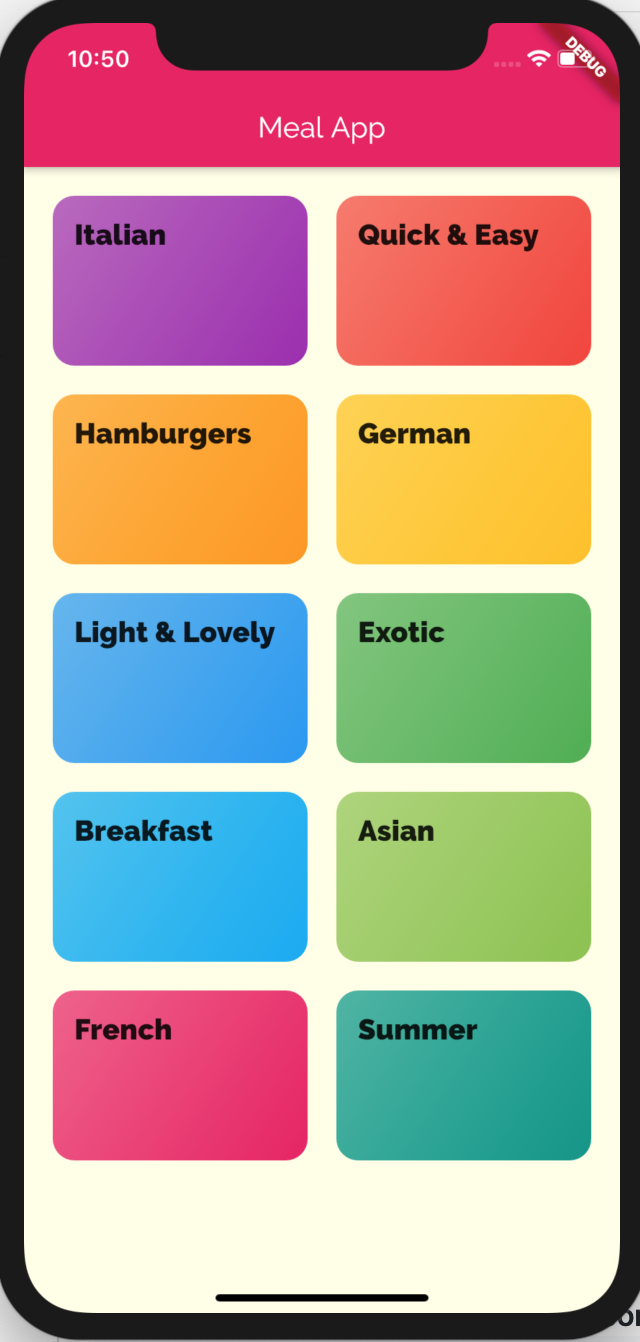 10:50
DEBUG
Meal App
Italian
Quick & Easy
Hamburgers
German
Light & Lovely
Exotic
Breakfast
Asian
French
Summer